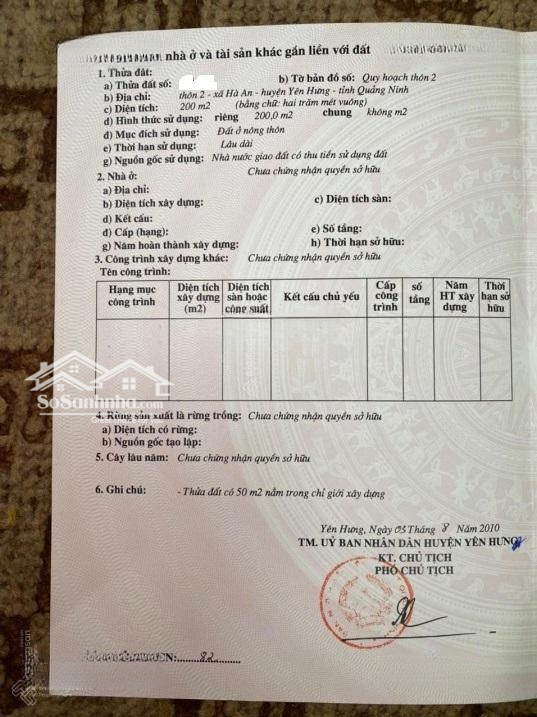 nhà ở và tài sản khác gắn liền với đất
1. Thửa đất:
a) Thửa đất số: b) Tờ bản đồ số: Quy hoạch thôn 2
b) Địa chỉ: thôn 2 - xã Hà An - huyện Yên Hưng - tỉnh Quảng Ninh
c) Diện tích: 200 m2 (bằng chữ: hai trăm mét vuông)
d) Hình thức sử dụng: riêng 200,0 m2 chung không m2
đ) Mục đích sử dụng: Đất ở nông thôn
e) Thời hạn sử dụng: Lâu dài
g) Nguồn gốc sử dụng: Nhà nước giao đất có thu tiền sử dụng đất
2. Nhà ở: Chưa chứng nhận quyền sở hữu
a) Địa chỉ:
b) Diện tích xây dựng: c) Diện tích sàn:
d) Kết cấu:
đ) Cấp (hạng): e) Số tầng:
g) Năm hoàn thành xây dựng: h) Thời hạn sở hữu:
3. Công trình xây dựng khác: Chưa chứng nhận quyền sở hữu
Tên công trình:
Hạng mục công trình
Diện tích xây dựng (m2)
Diện tích sàn hoặc công suất
Kết cấu chủ yếu
Cấp công trình
số tầng
Năm HT xây dựng
Thời hạn sở hữu
SoSanhnha.com
4. Rừng sản xuất là rừng trồng: Chưa chứng nhận quyền sở hữu
a) Diện tích có rừng:
b) Nguồn gốc tạo lập:
5. Cây lâu năm: Chưa chứng nhận quyền sở hữu
6. Ghi chú: - Thửa đất có 50 m2 nằm trong chỉ giới xây dựng
Yên Hưng, Ngày 03 Tháng 8 Năm 2010
TM. UỶ BAN NHÂN DÂN HUYỆN YÊN HƯNG
KT. CHỦ TỊCH
PHÓ CHỦ TỊCH
82